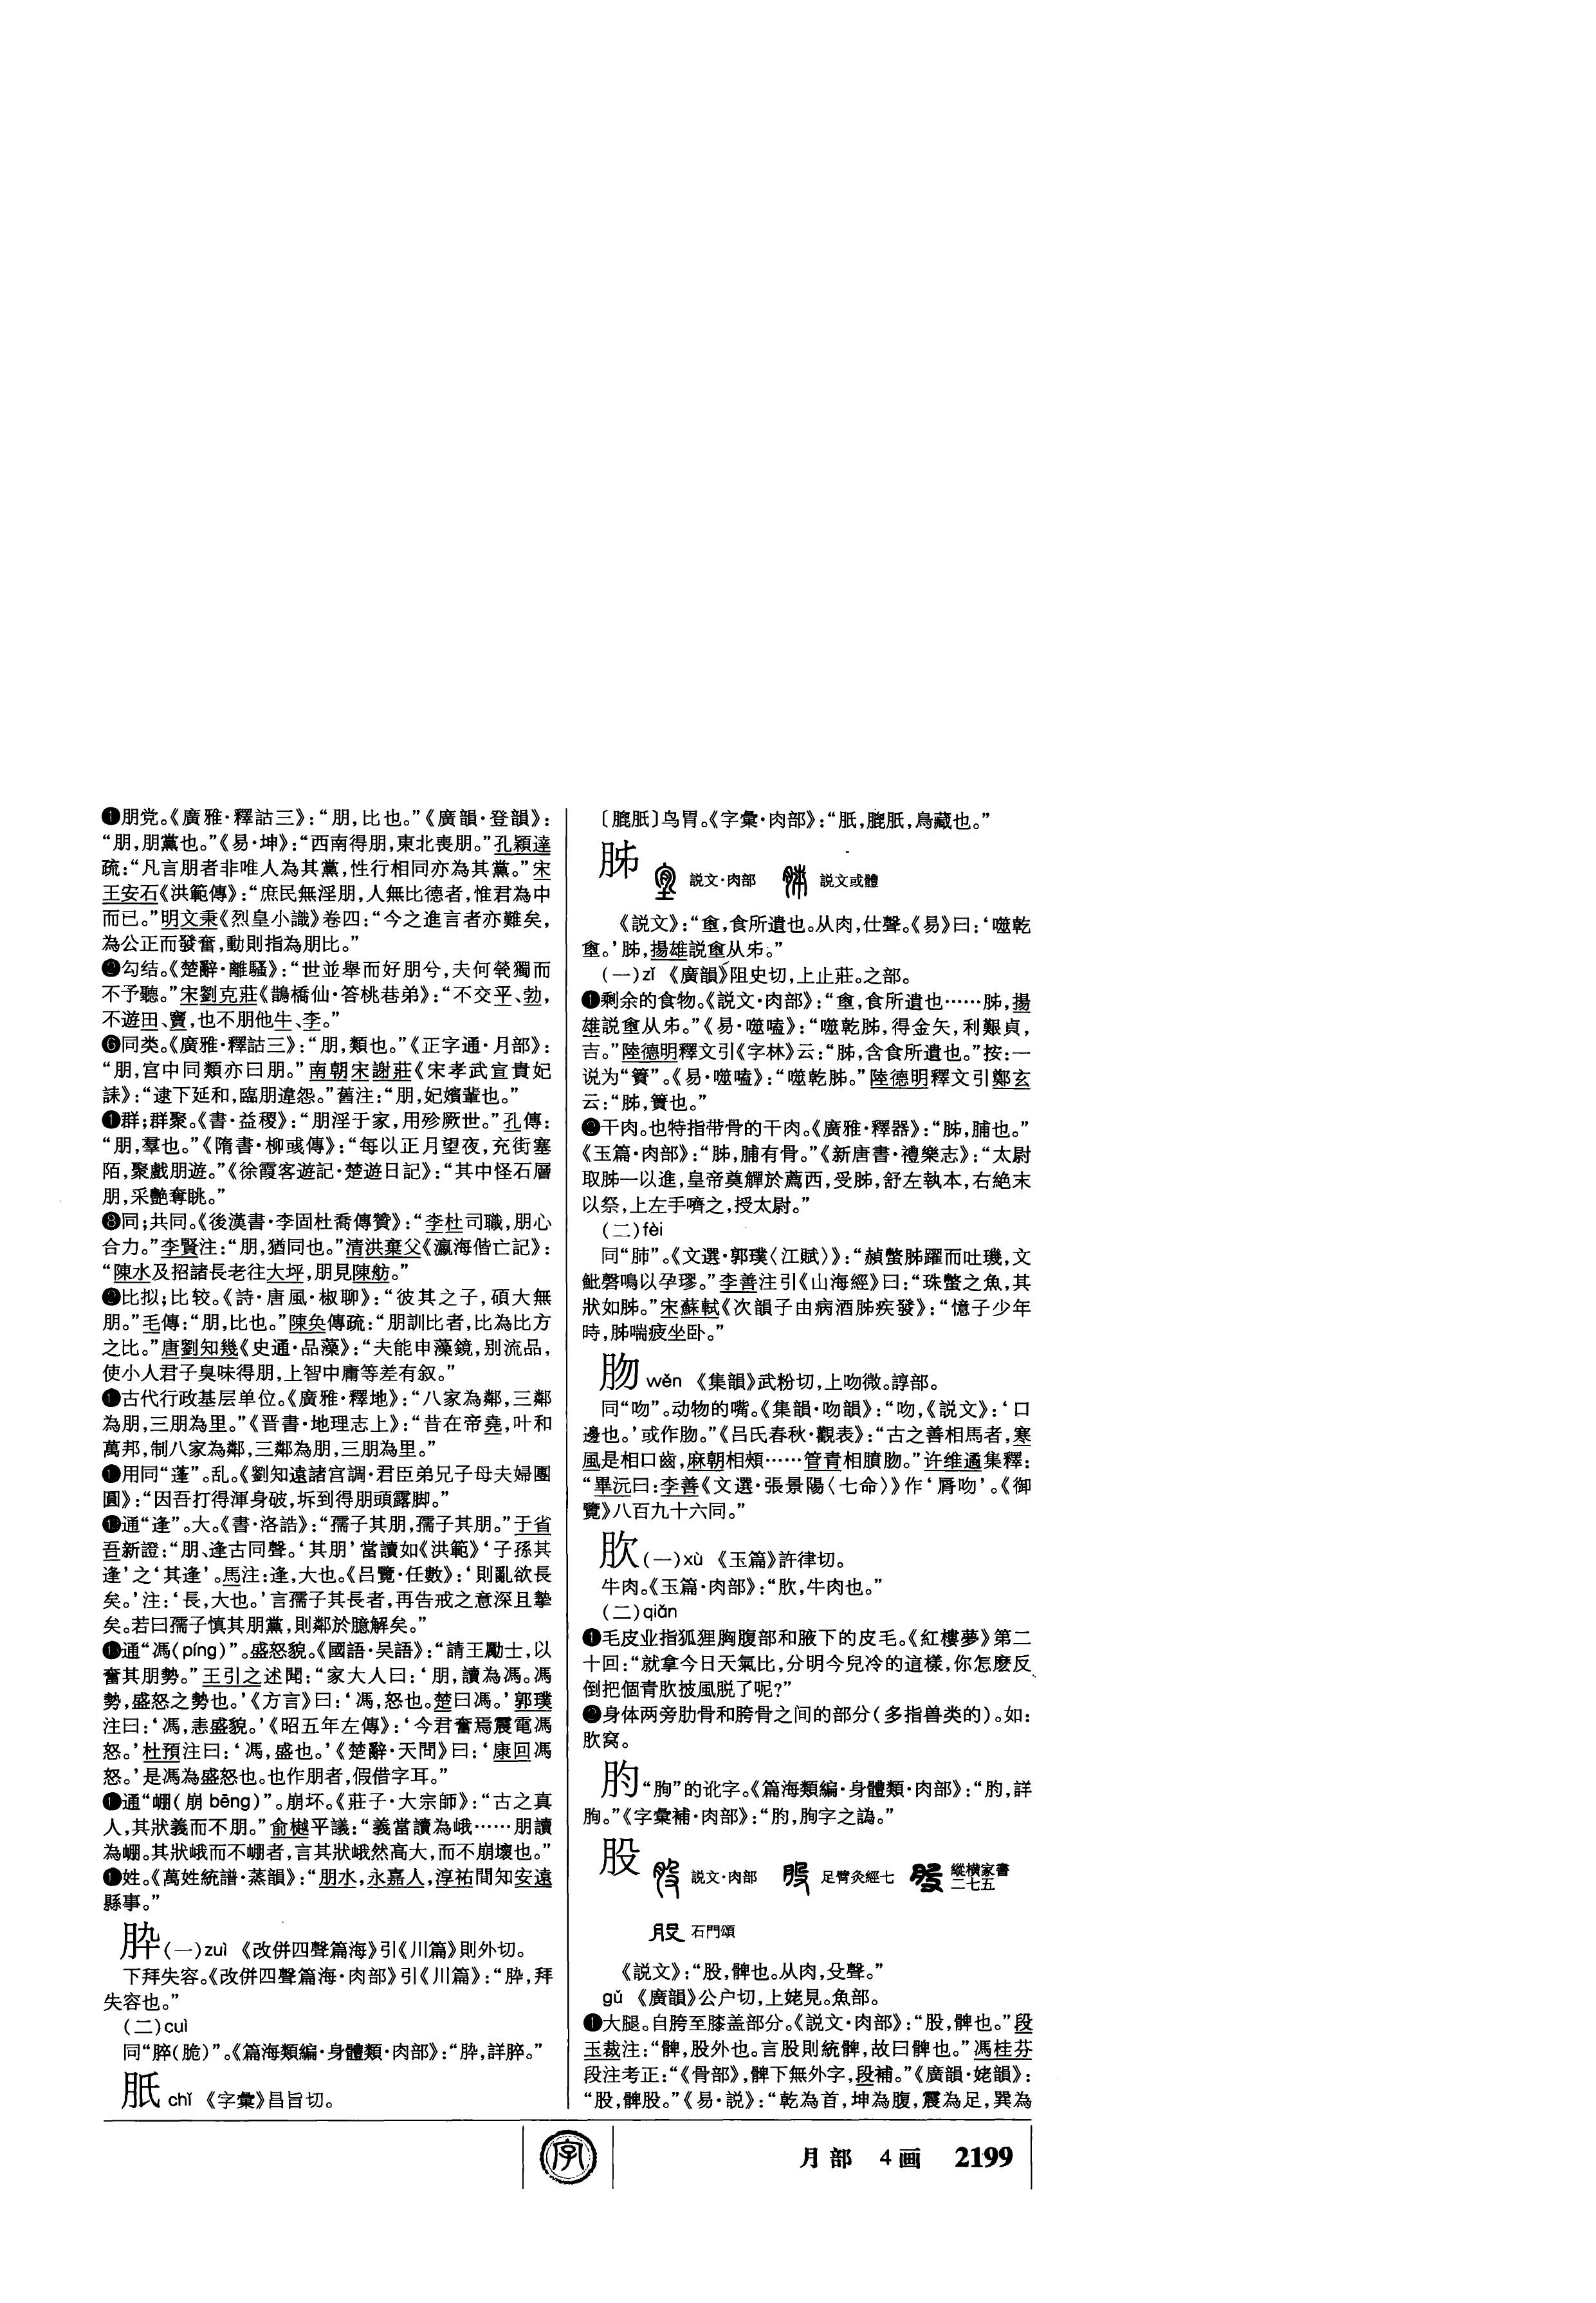 ❶朋党。《廣雅·釋詁三》：“朋，比也。”《廣韻·登韻》：
“朋，朋黨也。”《易·坤》：“西南得朋，東北喪朋。”孔穎達
疏：“凡言朋者非唯人為其黨，性行相同亦為其黨。”宋
王安石《洪範傳》：“庶民無淫朋，人無比德者，惟君為中
而已。”明文秉《烈皇小識》卷四：“今之進言者亦難矣，
為公正而發奮，動則指為朋比。”
勾结。《楚辭·離騷》：“世並舉而好朋兮，夫何煢獨而
不予聽。”宋劉克莊《鵲橋仙·答桃巷弟》：“不交平、勃，
不遊田、竇，也不朋他牛、李。”
❻同类。《廣雅·釋詁三》：“朋，類也。”《正字通·月部》：
“朋，宫中同類亦曰朋。”南朝宋謝莊《宋孝武宣貴妃
誄》：“逮下延和，臨朋違怨。”舊注：“朋，妃嬪輩也。”
群；群聚。《書·益稷》：“朋淫于家，用殄厥世。”孔傳：
“朋，羣也。”《隋書·柳彧傳》：“每以正月望夜，充街塞
陌，聚戲朋遊。”《徐霞客遊記·楚遊日記》：“其中怪石層
朋，采艷奪眺。”
❽同；共同。《後漢書·李固杜喬傳贊》：“李杜司職，朋心
合力。”李賢注：“朋，猶同也。”清洪棄父《瀛海偕亡記》：
“陳水及招諸長老往大坪，朋見陳舫。”
比拟；比较。《詩·唐風·椒聊》：“彼其之子，碩大無
朋。”毛傳：“朋，比也。”陳奂傳疏：“朋訓比者，比為比方
之比。”唐劉知幾《史通·品藻》：“夫能申藻鏡，别流品，
使小人君子臭味得朋，上智中庸等差有叙。”
古代行政基层单位。《廣雅·釋地》：“八家為鄰，三鄰
為朋，三朋為里。”《晋書·地理志上》：“昔在帝堯，叶和
萬邦，制八家為鄰，三鄰為朋，三朋為里。”
用同“蓬”。乱。《劉知遠諸宫調·君臣弟兄子母夫婦團
圓》：“因吾打得渾身破，坼到得朋頭露脚。”
通“逢”。大。《書·洛誥》：“孺子其朋，孺子其朋。”于省
吾新證：“朋、逢古同聲。‘其朋’當讀如《洪範》‘子孫其
逢’之‘其逢’。馬注：逢，大也。《吕覽·任數》：‘則亂欲長
矣。’注：‘長，大也。’言孺子其長者，再告戒之意深且摯
矣。若曰孺子慎其朋黨，則鄰於臆解矣。”
通“馮(píng)”。盛怒貌。《國語·吴語》：“請王勵士，以
奮其朋勢。”王引之述聞：“家大人曰：‘朋，讀為馮。馮
勢，盛怒之勢也。’《方言》曰：‘馮，怒也。楚曰馮。’郭璞
注曰：‘馮，恚盛貌。’《昭五年左傳》：‘今君奮焉震電馮
怒。’杜預注曰：‘馮，盛也。’《楚辭·天問》曰：‘康回馮
怒。’是馮為盛怒也。也作朋者，假借字耳。”
通“崩(崩bēng)”。崩坏。《莊子·大宗師》：“古之真
人，其狀義而不朋。”俞樾平議：“義當讀為峨……朋讀
為崩。其狀峨而不崩者，言其狀峨然高大，而不崩壞也。”
姓。《萬姓統譜·蒸韻》：“朋水，永嘉人，淳祐間知安遠
縣事。”
䏝(一)zuì 《改併四聲篇海》引《川篇》則外切。
下拜失容。《改併四聲篇海·肉部》引《川篇》：“䏝，拜
失容也。”
(二)cuì
同“脺(脆)”。《篇海類編·身體類·肉部》：“䏝，詳脺。”
胝 chǐ 《字彙》昌旨切。
〔膍胝〕鸟胃。《字彙·肉部》：“胝，膍胝，鳥藏也。”
胏 説文·肉部 説文或體
《説文》：“𦙵，食所遺也。从肉，仕聲。《易》曰：‘噬乾
𦙵。’胏，揚雄説𦙵从𠂔。”
(一)zǐ 《廣韻》阻史切，上止莊。之部。
❶剩余的食物。《説文·肉部》：“𦙵，食所遺也……胏，揚
雄説𦙵从𠂔。”《易·噬嗑》：“噬乾胏，得金矢，利艱貞，
吉。”陸德明釋文引《字林》云：“胏，含食所遺也。”按：一
说为“簀”。《易·噬嗑》：“噬乾胏。”陸德明釋文引鄭玄
云：“胏，簀也。”
❷干肉。也特指带骨的干肉。《廣雅·釋器》：“胏，脯也。”
《玉篇·肉部》：“胏，脯有骨。”《新唐書·禮樂志》：“太尉
取胏一以進，皇帝奠觶於薦西，受胏，舒左執本，右絶末
以祭，上左手嚌之，授太尉。”
(二)fèi
同“肺”。《文選·郭璞〈江賦〉》：“赬蟞胏躍而吐璣，文
魮磬鳴以孕璆。”李善注引《山海經》曰：“珠蟞之魚，其
狀如胏。”宋蘇軾《次韻子由病酒肺疾發》：“憶子少年
時，胏喘疲坐卧。”
肳 wěn 《集韻》武粉切，上吻微。諄部。
同“吻”。动物的嘴。《集韻·吻韻》：“吻，《説文》：‘口
邊也。’或作肳。”《吕氏春秋·觀表》：“古之善相馬者，寒
風是相口齒，麻朝相頰……管青相膹肳。”许维遹集釋：
“畢沅曰：李善《文選·張景陽〈七命〉》作‘脣吻’。《御
覽》八百九十六同。”
肷(一)xù 《玉篇》許律切。
牛肉。《玉篇·肉部》：“肷，牛肉也。”
(二)qiǎn
❶毛皮业指狐狸胸腹部和腋下的皮毛。《紅樓夢》第二
十回：“就拿今日天氣比，分明今兒冷的這樣，你怎麽反
倒把個青肷披風脱了呢？”
❷身体两旁肋骨和胯骨之间的部分(多指兽类的)。如：
肷窝。
肑“胊”的讹字。《篇海類編·身體類·肉部》：“肑，詳
胊。”《字彙補·肉部》：“肑，胊字之譌。”
股 説文·肉部 足臂灸經七 縱横家書二七五
石門頌
《説文》：“股，髀也。从肉，殳聲。”
gǔ 《廣韻》公户切，上姥見。魚部。
❶大腿。自胯至膝盖部分。《説文·肉部》：“股，髀也。”段
玉裁注：“髀，股外也。言股則統髀，故曰髀也。”馮桂芬
段注考正：“《骨部》，髀下無外字，段補。”《廣韻·姥韻》：
“股，髀股。”《易·説》：“乾為首，坤為腹，震為足，巽為
字
月部 4画 2199